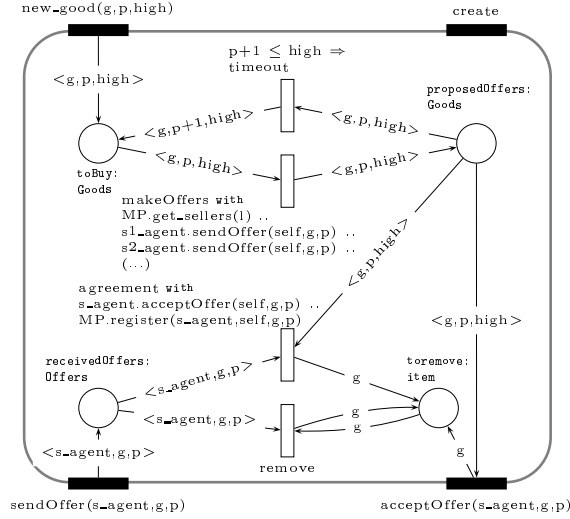 new_good(g,p,high)
create
p+1 ≤ high ⇒
timeout
<g,p,high>
proposedOffers:
Goods
<g,p+1,high>
<g,p,high>
<g,p,high>
<g,p,high>
toBuy:
Goods
makeOffers with
MP.get_sellers(l) ..
s1_agent.sendOffer(self,g,p) ..
s2_agent.sendOffer(self,g,p) ..
(...)
<g,p,high>
agreement with
s_agent.acceptOffer(self,g,p) ..
MP.register(s_agent,self,g,p)
<g,p,high>
receivedOffers:
Offers
toremove:
item
<s_agent,g,p>
g
<s_agent,g,p>
g
g
<s_agent,g,p>
g
remove
sendOffer(s_agent,g,p)
acceptOffer(s_agent,g,p)